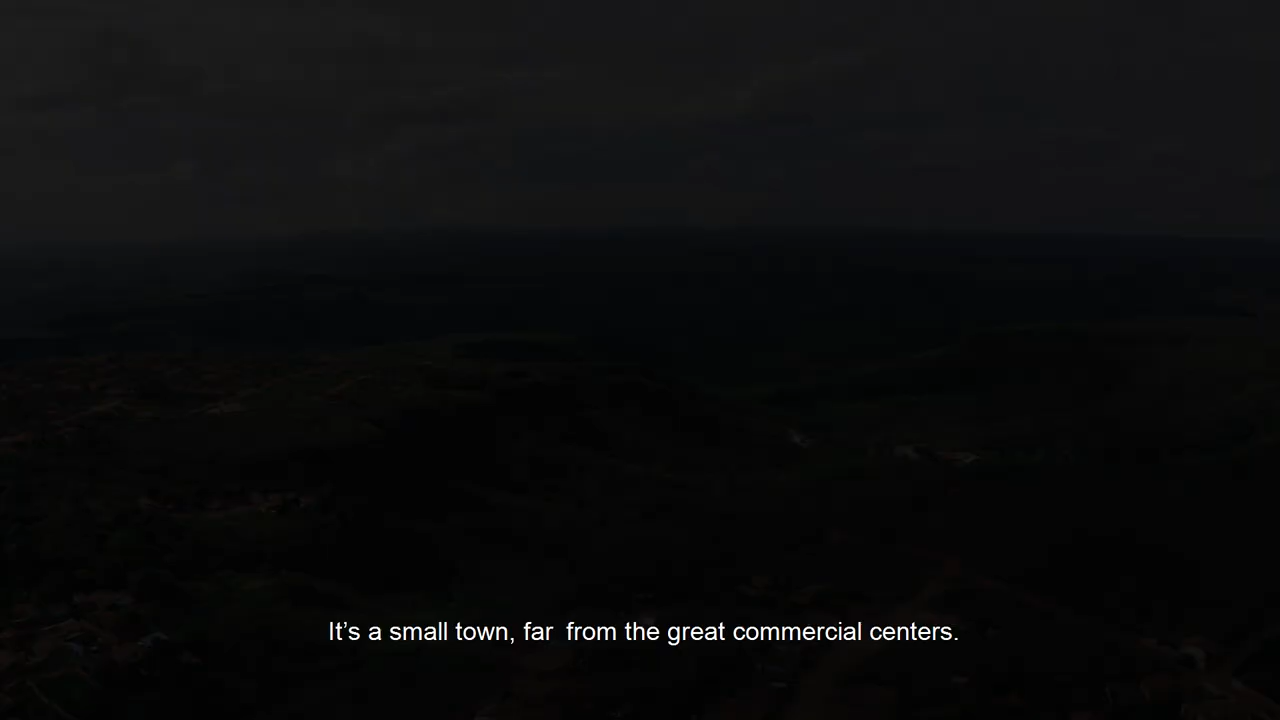 It’s a small town, far  from the great commercial centers.